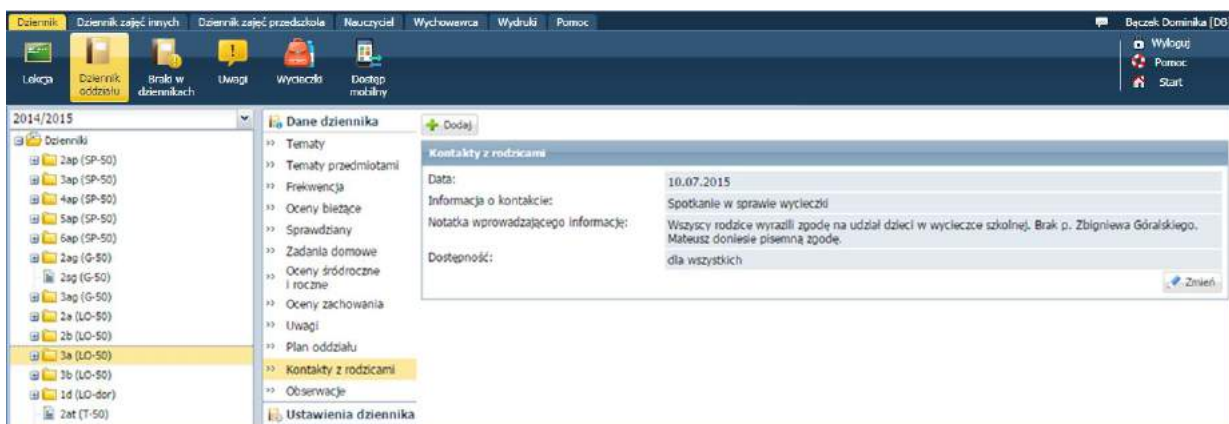 Dziennik Dziennik zajęć innych Dziennik zajęć przedszkola Nauczyciel Wychowawca Wydruki Pomoc Bączek Dominika [DB
Lekcja
Dziennik oddziału
Braki w dziennikach
Uwagi
Wycieczki
Dostęp mobilny
Wyloguj
Pomoc
Start
2014/2015
Dzienniki
2ap (SP-50)
3ap (SP-50)
4ap (SP-50)
5ap (SP-50)
6ap (SP-50)
2ag (G-50)
2sg (G-50)
3ag (G-50)
2a (LO-50)
2b (LO-50)
3a (LO-50)
3b (LO-50)
1d (LO-dor)
2at (T-50)
Dane dziennika
Tematy
Tematy przedmiotami
Frekwencja
Oceny bieżące
Sprawdziany
Zadania domowe
Oceny śródroczne
i roczne
Oceny zachowania
Uwagi
Plan oddziału
Kontakty z rodzicami
Obserwacje
Ustawienia dziennika
Dodaj
Kontakty z rodzicami
Data: 10.07.2015
Informacja o kontakcie: Spotkanie w sprawie wycieczki
Notatka wprowadzającego informację: Wszyscy rodzice wyrazili zgodę na udział dzieci w wycieczce szkolnej. Brak p. Zbigniewa Góralskiego.
Mateusz doniesie pisemną zgodę.
Dostępność: dla wszystkich
Zmień